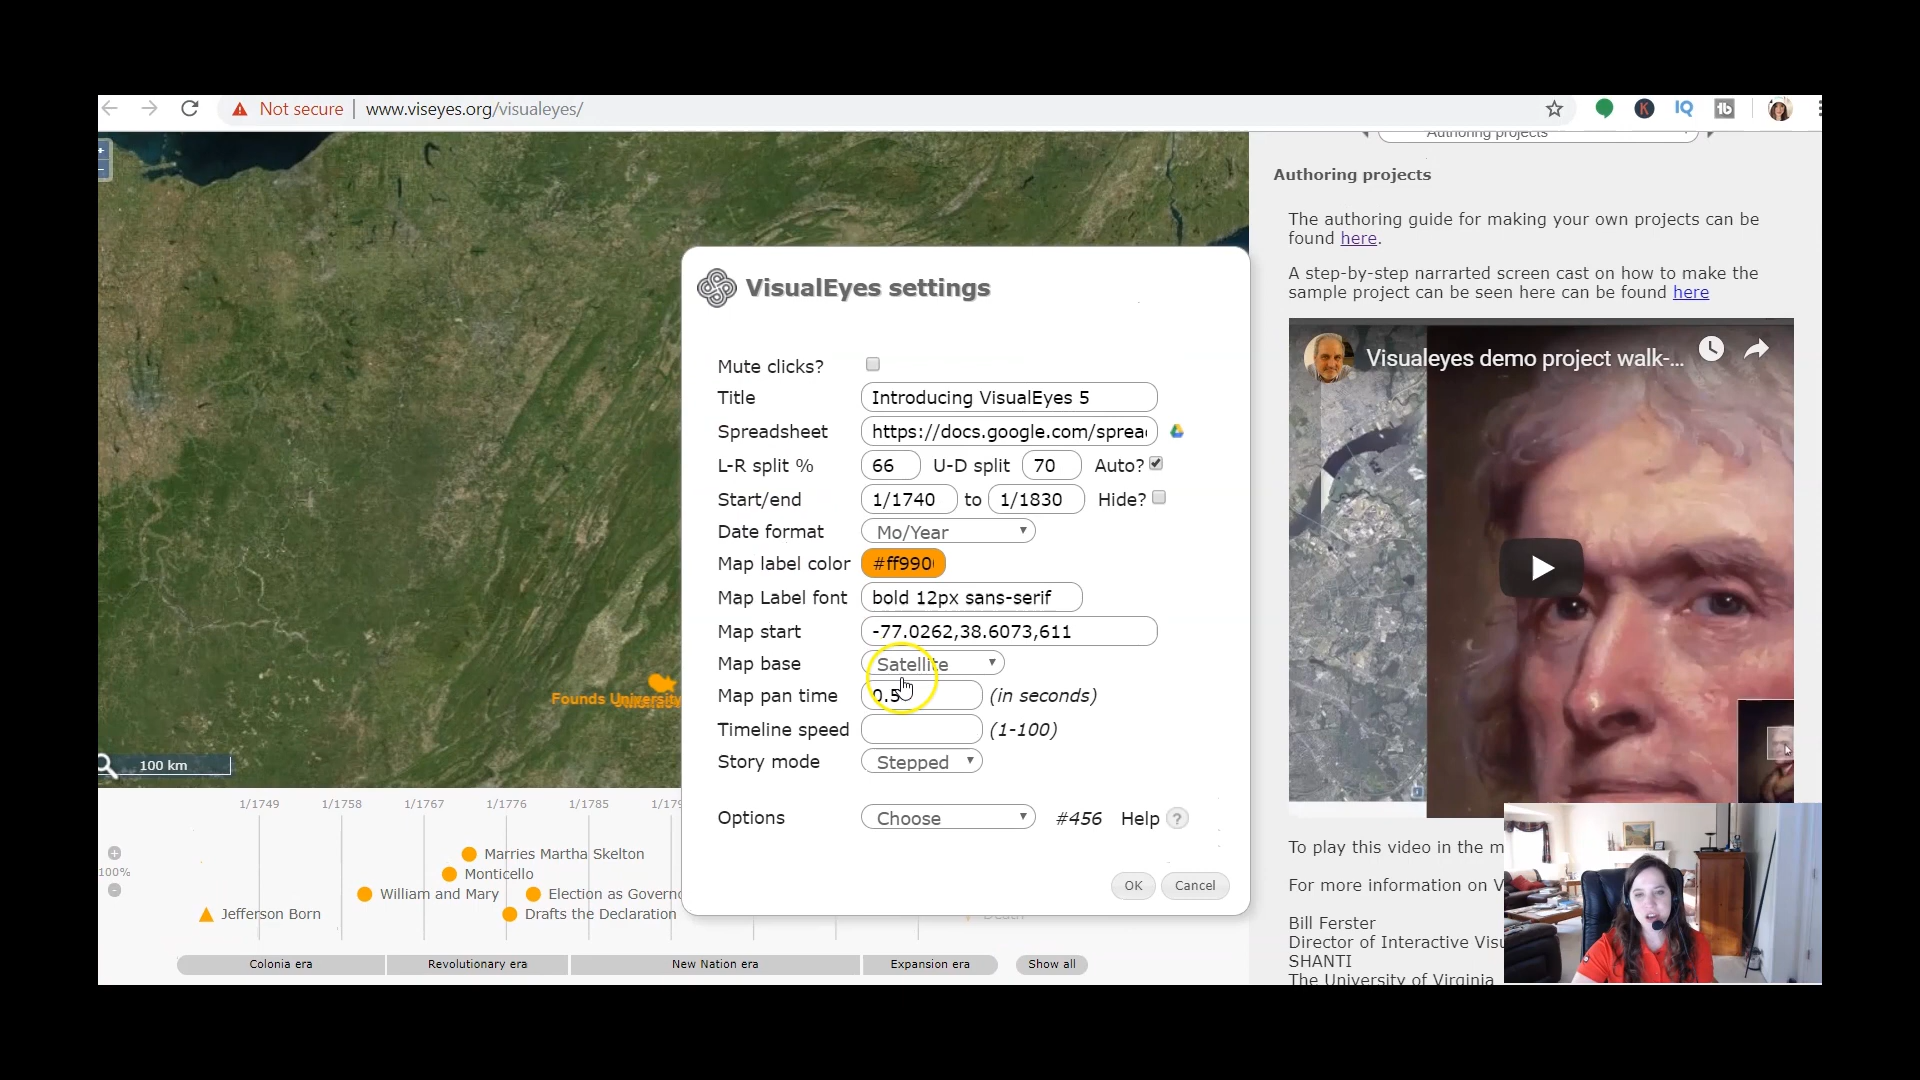 Not secure | www.viseyes.org/visualeyes/
IQ
Authoring projects
Authoring projects
The authoring guide for making your own projects can be
found here.
A step-by-step narrarted screen cast on how to make the
sample project can be seen here can be found here
Visualeyes demo project walk-...
VisualEyes settings
Mute clicks?
Title Introducing VisualEyes 5
Spreadsheet https://docs.google.com/sprea
L-R split % 66 U-D split 70 Auto?
Start/end 1/1740 to 1/1830 Hide?
Date format Mo/Year
Map label color #ff990
Map Label font bold 12px sans-serif
Map start -77.0262,38.6073,611
Map base Satellite
Map pan time 0.5 (in seconds)
Timeline speed (1-100)
Story mode Stepped
Options Choose #456 Help ?
OK Cancel
Founds University
100 km
1/1749 1/1758 1/1767 1/1776 1/1785 1/179
100%
Marries Martha Skelton
Monticello
William and Mary Election as Governo
Jefferson Born Drafts the Declaration Death
Colonia era Revolutionary era New Nation era Expansion era Show all
To play this video in the m
For more information on V
Bill Ferster
Director of Interactive Visu
SHANTI
The University of Virginia